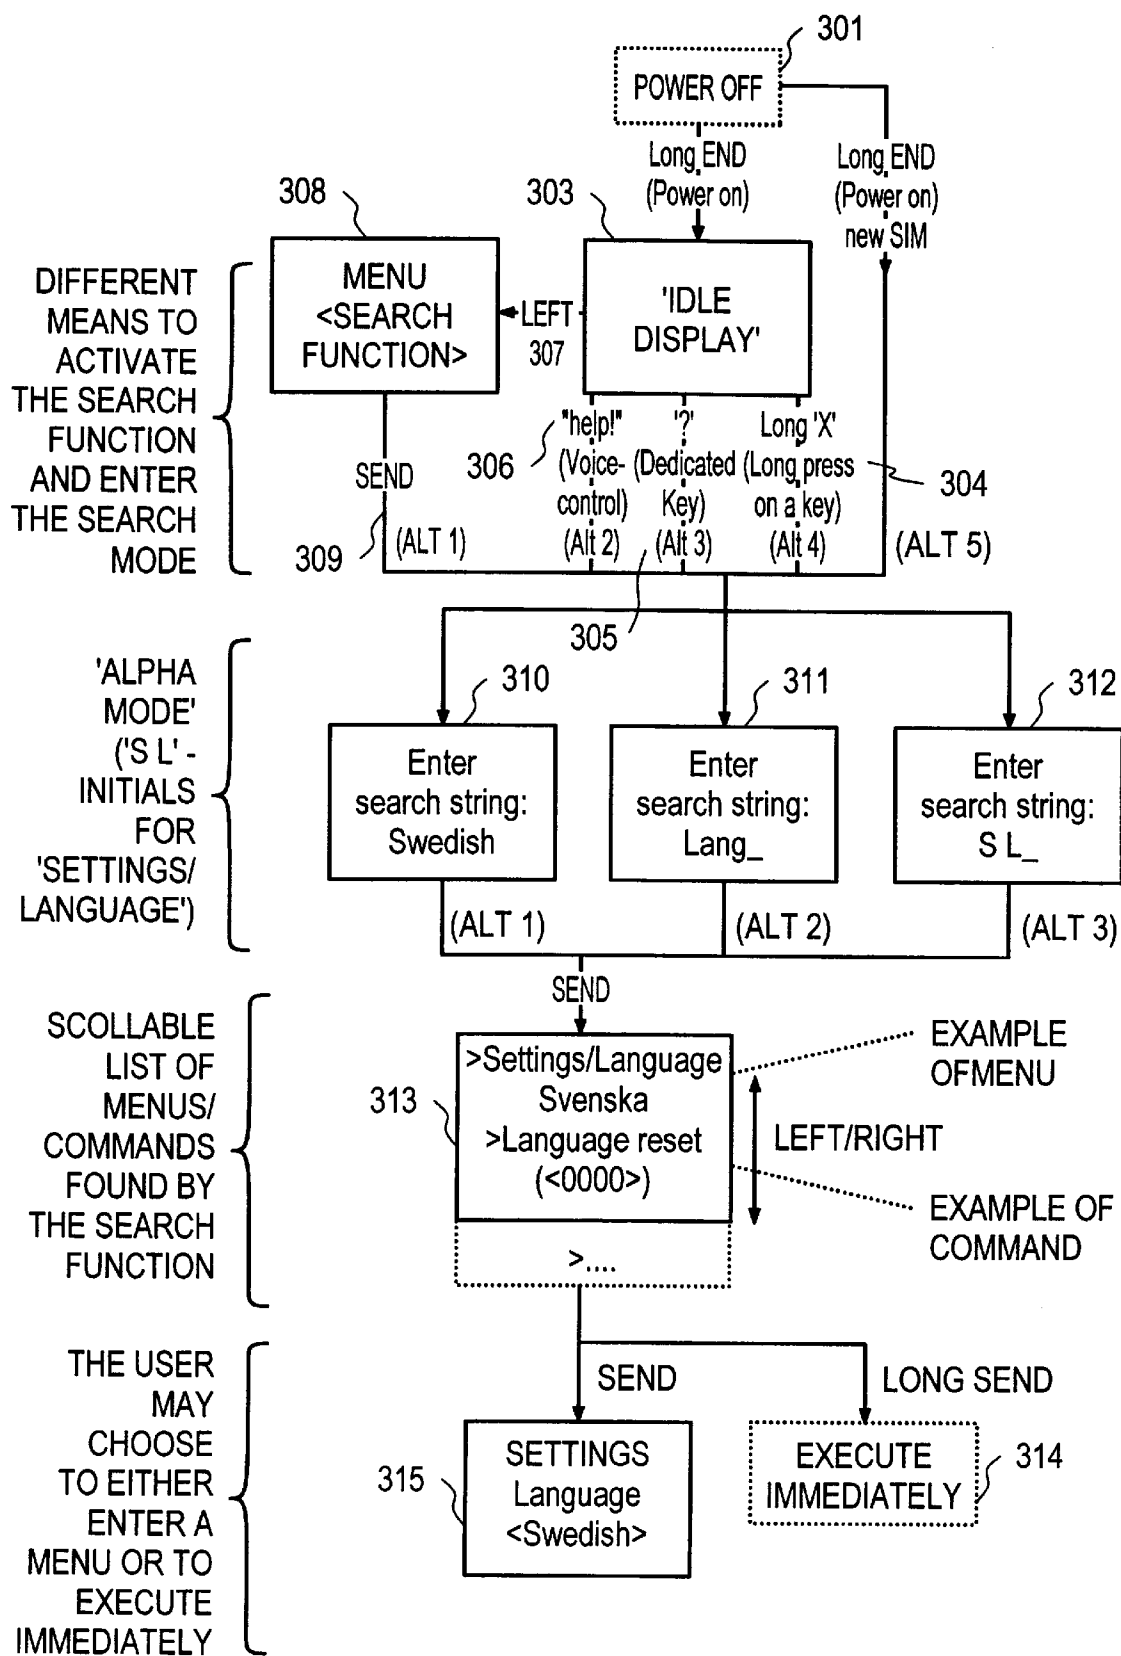 301
POWER OFF
Long END
(Power on)
Long END
(Power on)
new SIM
308
303
MENU
<SEARCH
FUNCTION>
LEFT
307
'IDLE
DISPLAY'
DIFFERENT
MEANS TO
ACTIVATE
THE SEARCH
FUNCTION
AND ENTER
THE SEARCH
MODE
SEND
309
(ALT 1)
306
"help!"
(Voice-
control)
(Alt 2)
'?'
(Dedicated
Key)
(Alt 3)
Long 'X'
(Long press
on a key)
(Alt 4)
304
(ALT 5)
305
'ALPHA
MODE'
('S L' -
INITIALS
FOR
'SETTINGS/
LANGUAGE')
310
Enter
search string:
Swedish
(ALT 1)
311
Enter
search string:
Lang_
(ALT 2)
312
Enter
search string:
S L_
(ALT 3)
SEND
SCOLLABLE
LIST OF
MENUS/
COMMANDS
FOUND BY
THE SEARCH
FUNCTION
313
>Settings/Language
Svenska
>Language reset
(<0000>)
>....
EXAMPLE
OFMENU
LEFT/RIGHT
EXAMPLE OF
COMMAND
THE USER
MAY
CHOOSE
TO EITHER
ENTER A
MENU OR TO
EXECUTE
IMMEDIATELY
SEND
LONG SEND
315
SETTINGS
Language
<Swedish>
EXECUTE
IMMEDIATELY
314